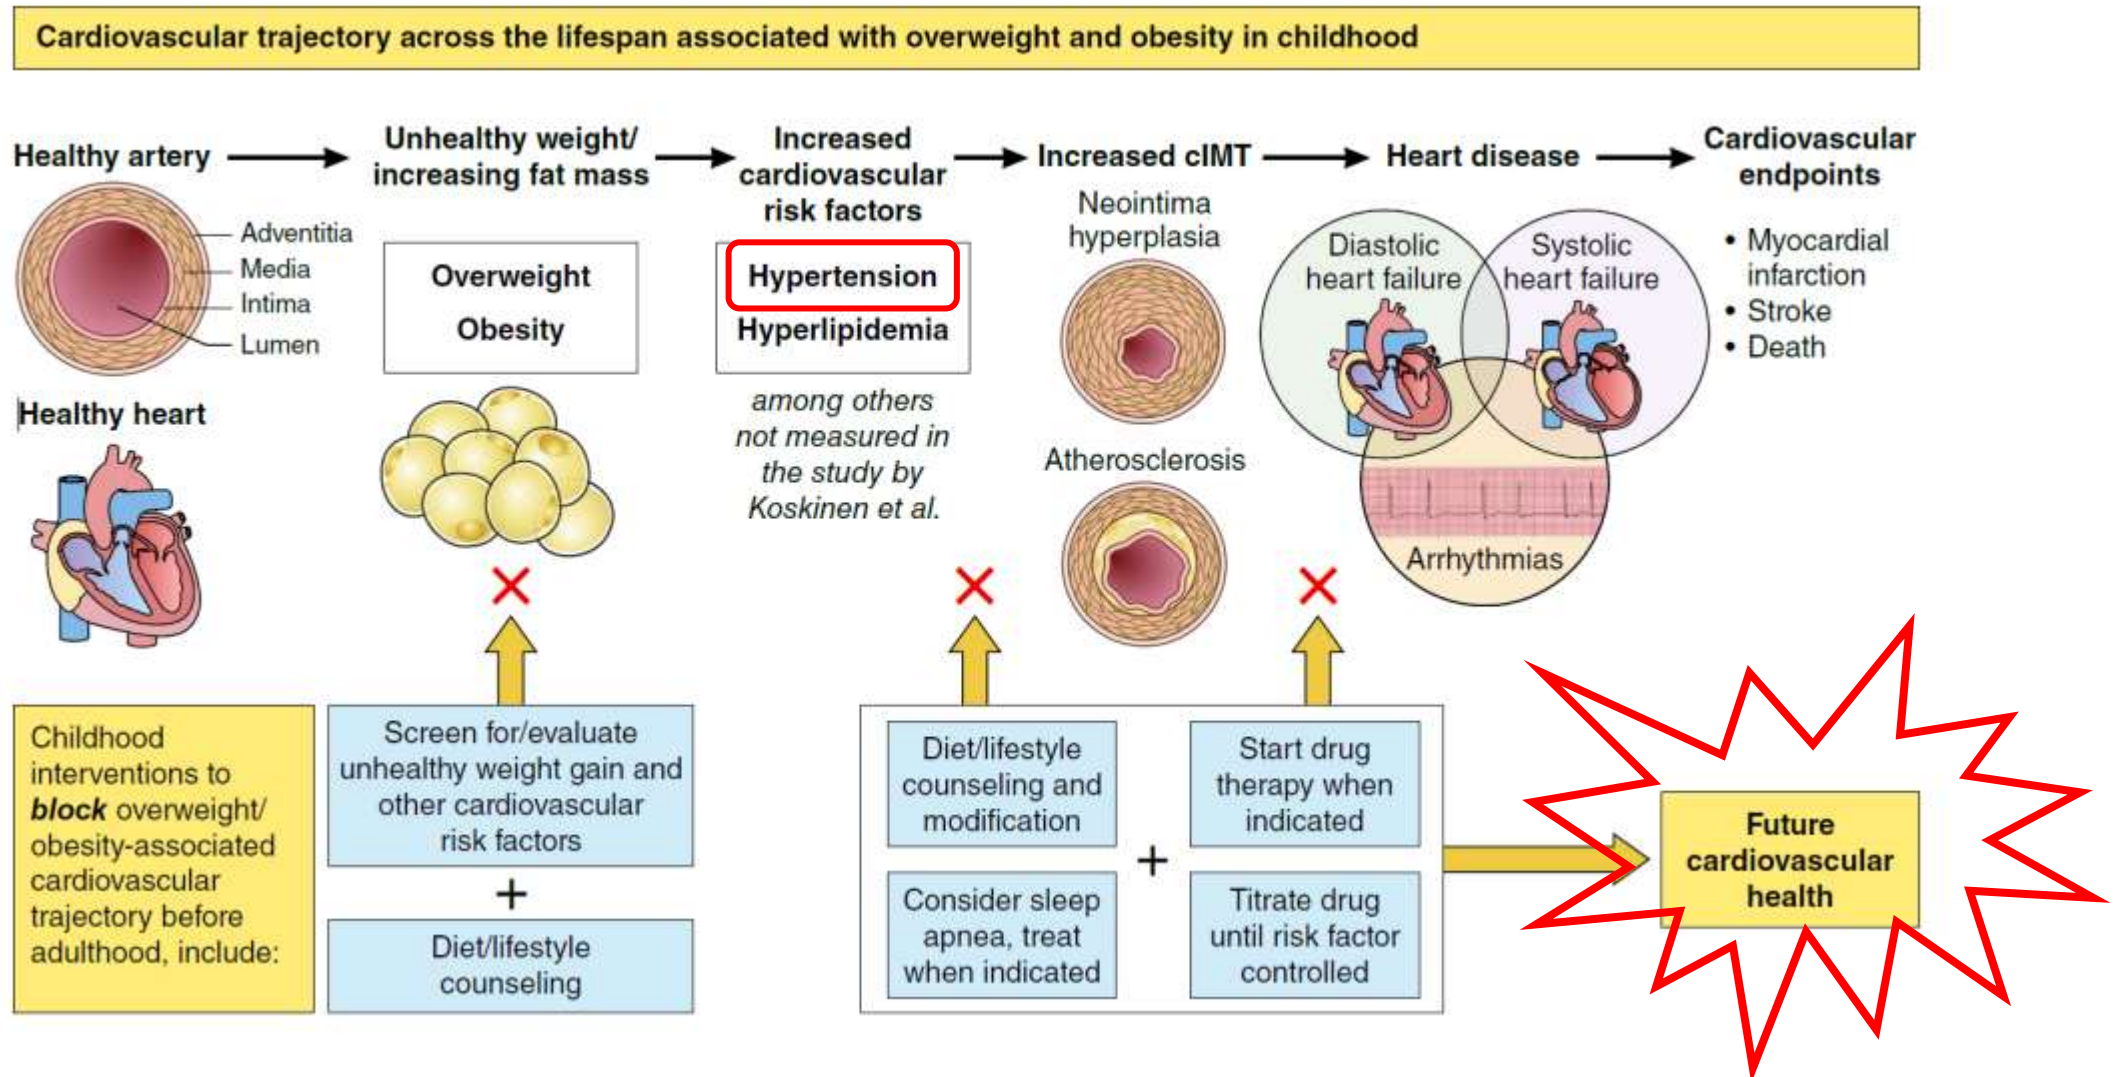 Cardiovascular trajectory across the lifespan associated with overweight and obesity in childhood
Healthy artery
Adventitia
Media
Intima
Lumen
Healthy heart
Unhealthy weight/
increasing fat mass
Overweight
Obesity
Increased
cardiovascular
risk factors
Hypertension
Hyperlipidemia
among others
not measured in
the study by
Koskinen et al.
Increased cIMT
Neointima
hyperplasia
Atherosclerosis
Heart disease
Diastolic
heart failure
Systolic
heart failure
Arrhythmias
Cardiovascular
endpoints
• Myocardial
infarction
• Stroke
• Death
Childhood
interventions to
block overweight/
obesity-associated
cardiovascular
trajectory before
adulthood, include:
Screen for/evaluate
unhealthy weight gain and
other cardiovascular
risk factors
+
Diet/lifestyle
counseling
Diet/lifestyle
counseling and
modification
Consider sleep
apnea, treat
when indicated
+
Start drug
therapy when
indicated
Titrate drug
until risk factor
controlled
Future
cardiovascular
health